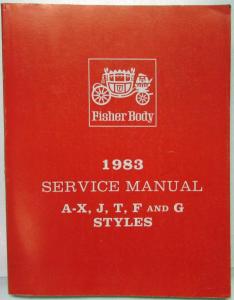 Fisher Body
1983
SERVICE MANUAL
A-X, J, T, F AND G
STYLES